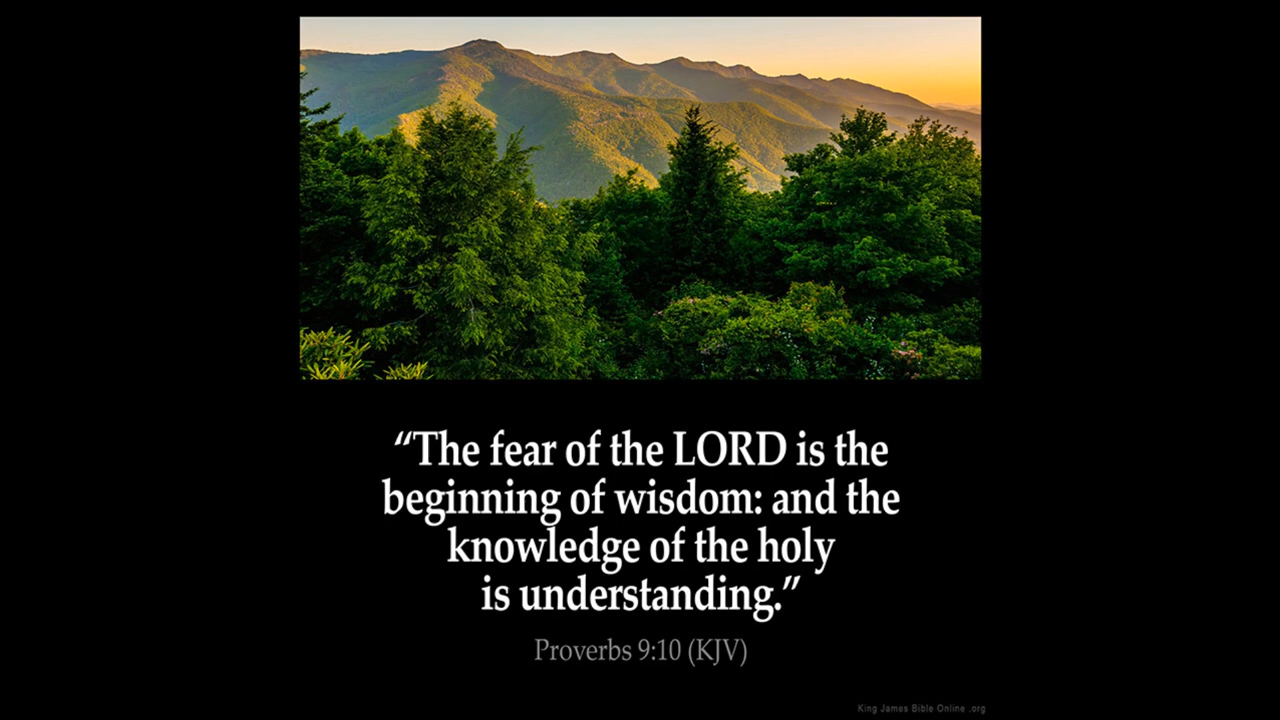 “The fear of the LORD is the
beginning of wisdom: and the
knowledge of the holy
is understanding.”
Proverbs 9:10 (KJV)
King James Bible Online .org